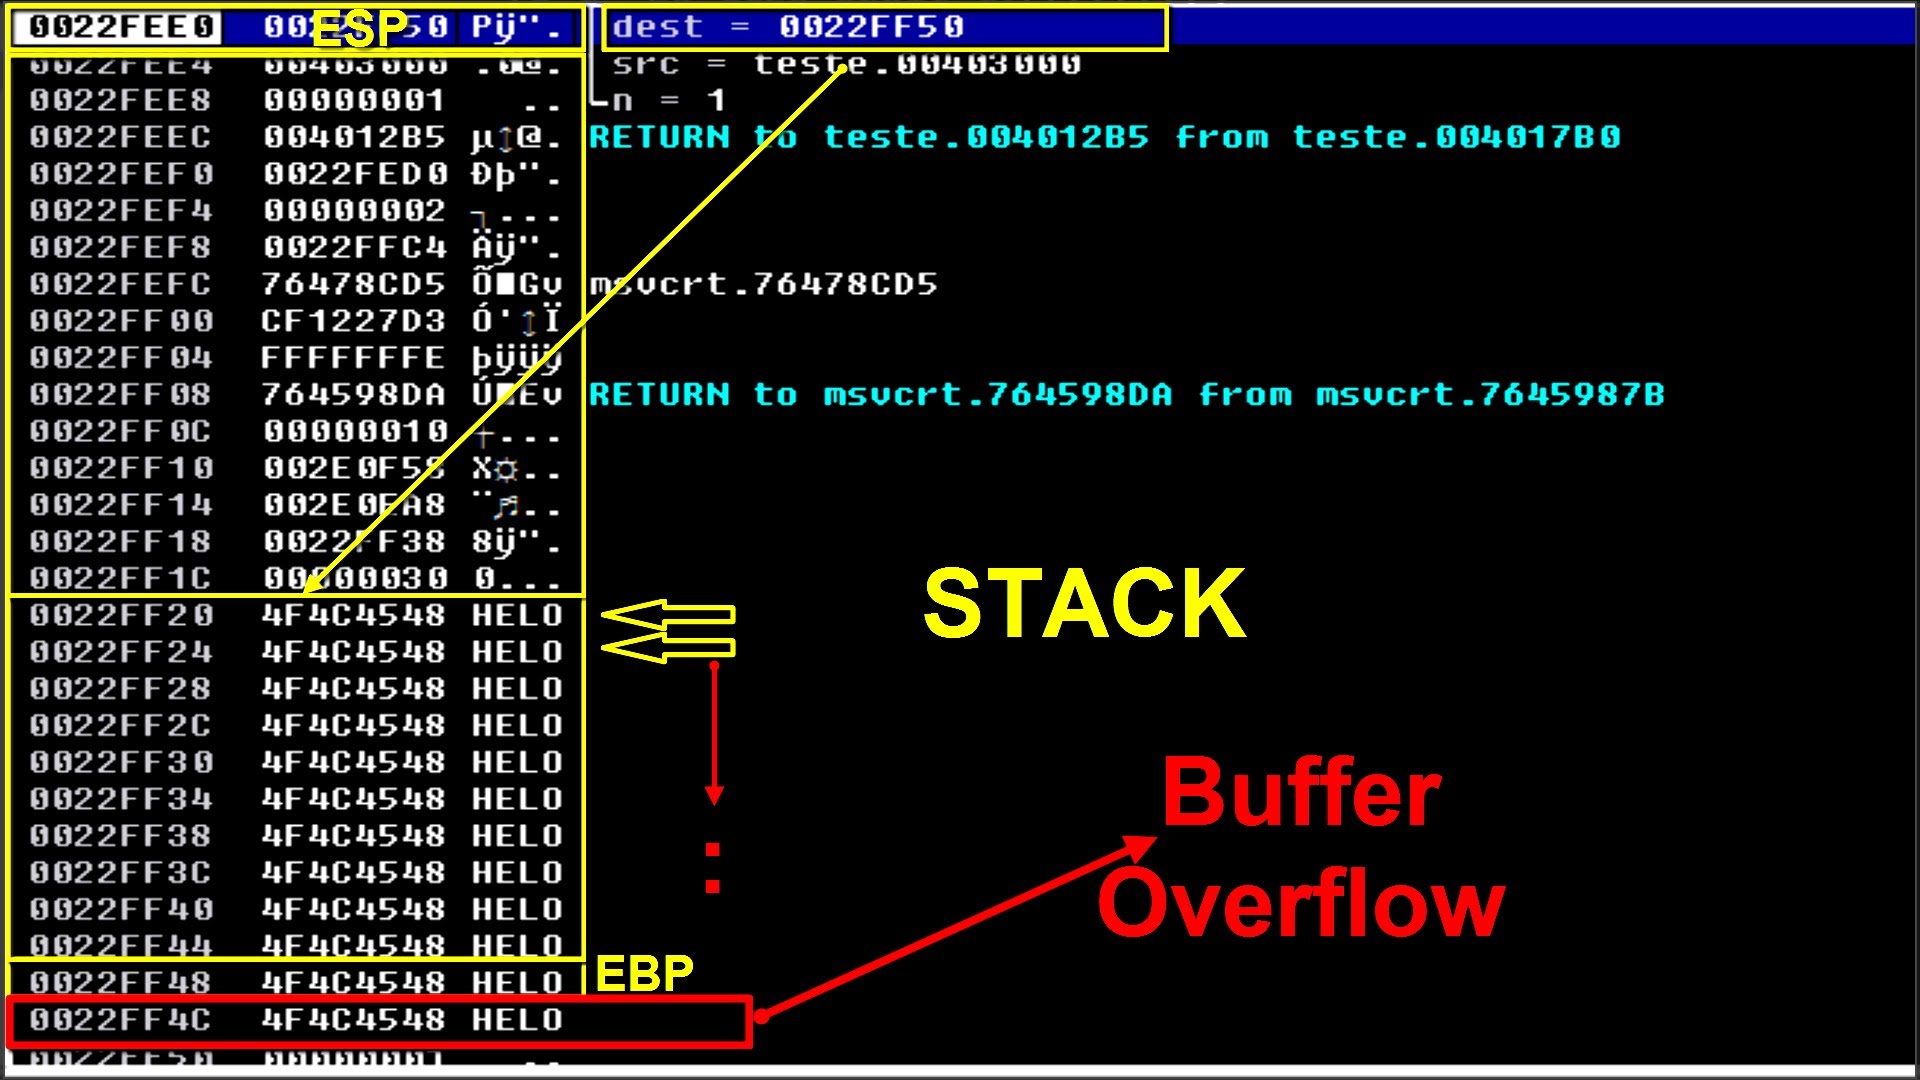 0022FEE0 0022FF50 Pÿ". dest = 0022FF50
ESP
0022FEE4 00403000 .0@. src = teste.00403000
0022FEE8 00000001 .. n = 1
0022FEEC 004012B5 µ↕@. RETURN to teste.004012B5 from teste.004017B0
0022FEF0 0022FED0 Ðþ".
0022FEF4 00000002 ┐...
0022FEF8 0022FFC4 Äÿ".
0022FEFC 76478CD5 Õ■Gv msvcrt.76478CD5
0022FF00 CF1227D3 Ó'↕Ï
0022FF04 FFFFFFFE þÿÿÿ
0022FF08 764598DA Ú■Ev RETURN to msvcrt.764598DA from msvcrt.7645987B
0022FF0C 00000010 +...
0022FF10 002E0F58 X☼..
0022FF14 002E0EA8 ¨♬..
0022FF18 0022FF38 8ÿ".
0022FF1C 00000030 0...
0022FF20 4F4C4548 HELO
STACK
0022FF24 4F4C4548 HELO
0022FF28 4F4C4548 HELO
0022FF2C 4F4C4548 HELO
0022FF30 4F4C4548 HELO
0022FF34 4F4C4548 HELO
Buffer
0022FF38 4F4C4548 HELO
0022FF3C 4F4C4548 HELO
:
0022FF40 4F4C4548 HELO
Overflow
0022FF44 4F4C4548 HELO
0022FF48 4F4C4548 HELO EBP
0022FF4C 4F4C4548 HELO
0022FF50 00000001 ..